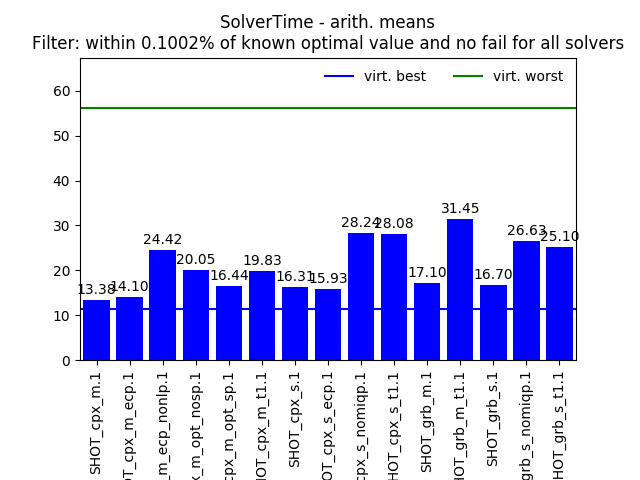 SolverTime - arith. means
Filter: within 0.1002% of known optimal value and no fail for all solvers
virt. best
virt. worst
60
50
40
30
20
10
0
13.38
14.10
24.42
20.05
16.44
19.83
16.31
15.93
28.24
28.08
17.10
31.45
16.70
26.63
25.10
SHOT_cpx_m.1
OT_cpx_m_ecp.1
_m_ecp_nonlp.1
x_m_opt_nosp.1
cpx_m_opt_sp.1
HOT_cpx_m_t1.1
SHOT_cpx_s.1
OT_cpx_s_ecp.1
cpx_s_nomiqp.1
HOT_cpx_s_t1.1
SHOT_grb_m.1
HOT_grb_m_t1.1
SHOT_grb_s.1
grb_s_nomiqp.1
HOT_grb_s_t1.1